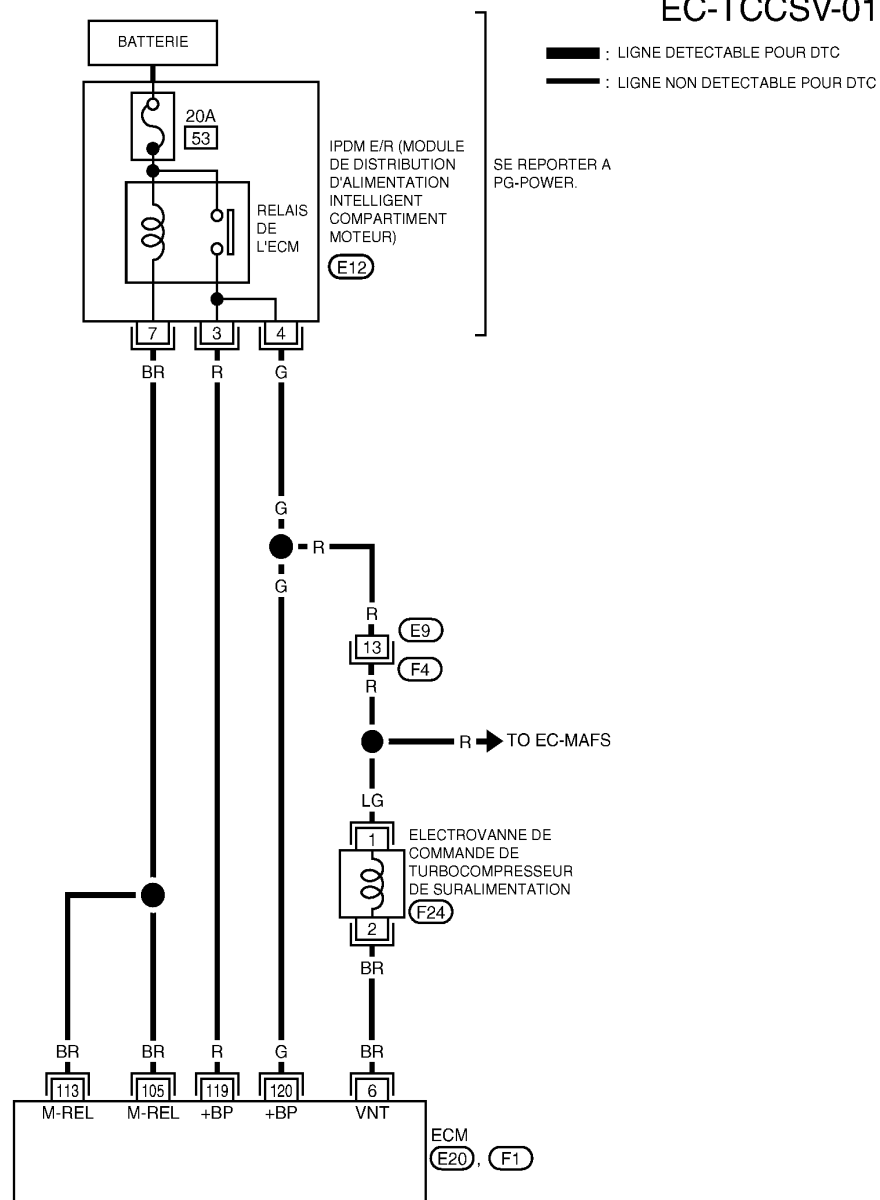 EC-TCCSV-01
: LIGNE DETECTABLE POUR DTC
: LIGNE NON DETECTABLE POUR DTC
BATTERIE
20A
53
RELAIS
DE
L'ECM
IPDM E/R (MODULE
DE DISTRIBUTION
D'ALIMENTATION
INTELLIGENT
COMPARTIMENT
MOTEUR)
E12
SE REPORTER A
PG-POWER.
7
3
4
BR
R
G
G
R
G
R
E9
13
F4
R
R
TO EC-MAFS
LG
1
ELECTROVANNE DE
COMMANDE DE
TURBOCOMPRESSEUR
DE SURALIMENTATION
F24
2
BR
BR
BR
R
G
BR
113
105
119
120
6
M-REL
M-REL
+BP
+BP
VNT
ECM
E20, F1